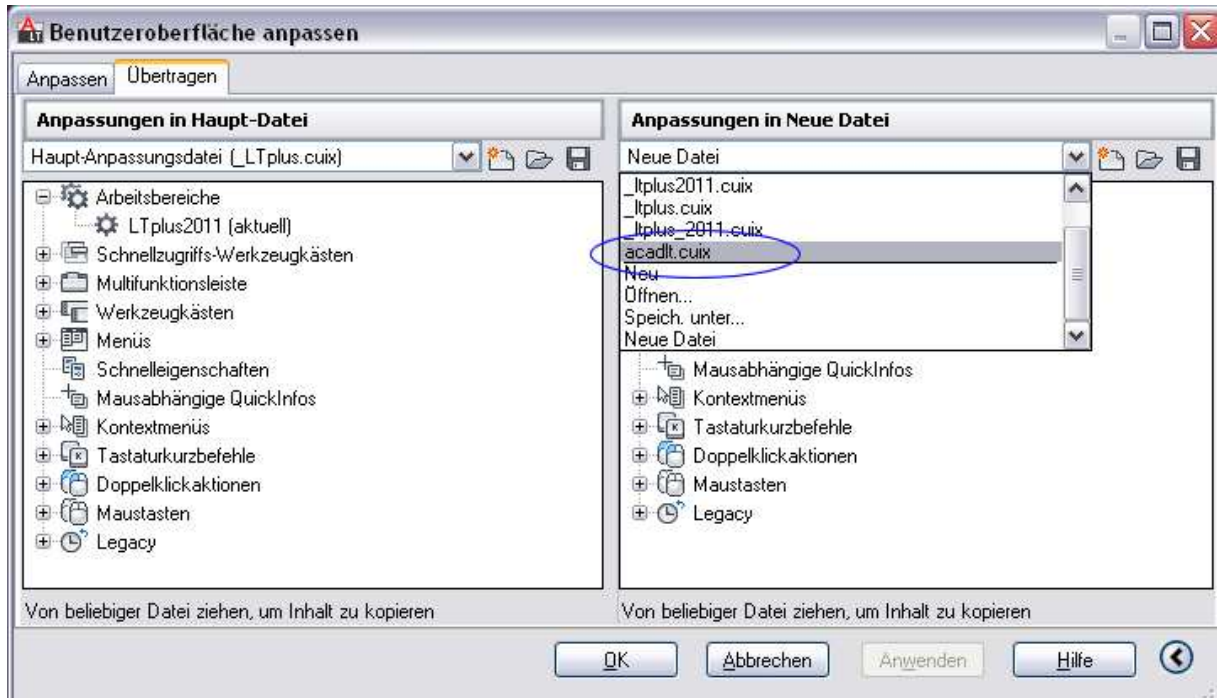 Benutzeroberfläche anpassen
Anpassen
Übertragen
Anpassungen in Haupt-Datei
Haupt-Anpassungsdatei (_LTplus.cuix)
Arbeitsbereiche
LTplus2011 (aktuell)
Schnellzugriffs-Werkzeugkästen
Multifunktionsleiste
Werkzeugkästen
Menüs
Schnelleigenschaften
Mausabhängige QuickInfos
Kontextmenüs
Tastaturkurzbefehle
Doppelklickaktionen
Maustasten
Legacy
Von beliebiger Datei ziehen, um Inhalt zu kopieren
Anpassungen in Neue Datei
Neue Datei
_ltplus2011.cuix
_ltplus.cuix
_ltplus_2011.cuix
acadlt.cuix
Neu
Öffnen...
Speich. unter...
Neue Datei
Mausabhängige QuickInfos
Kontextmenüs
Tastaturkurzbefehle
Doppelklickaktionen
Maustasten
Legacy
Von beliebiger Datei ziehen, um Inhalt zu kopieren
OK
Abbrechen
Anwenden
Hilfe